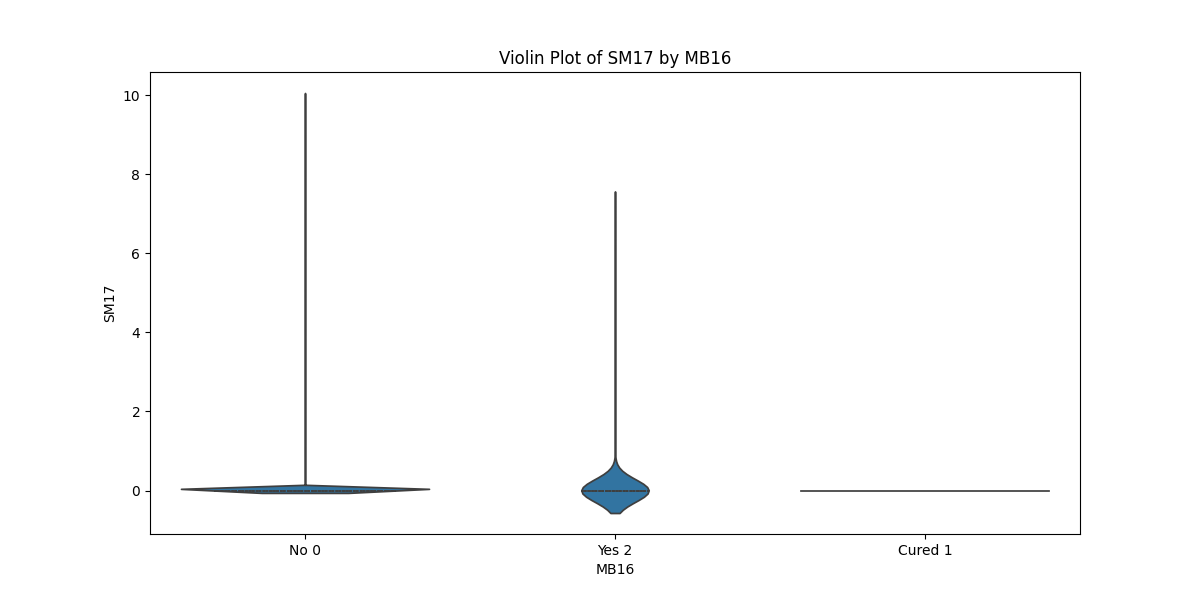 Violin Plot of SM17 by MB16
10
8
6
4
2
0
SM17
No 0
Yes 2
Cured 1
MB16